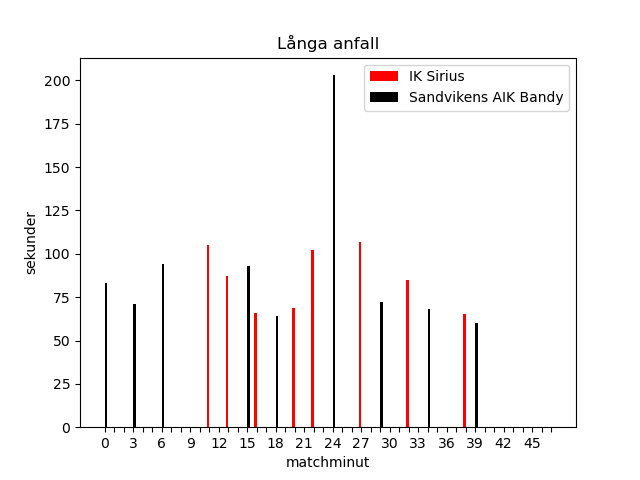 Långa anfall
IK Sirius
Sandvikens AIK Bandy
sekunder
200
175
150
125
100
75
50
25
0
0 3 6 9 12 15 18 21 24 27 30 33 36 39 42 45
matchminut